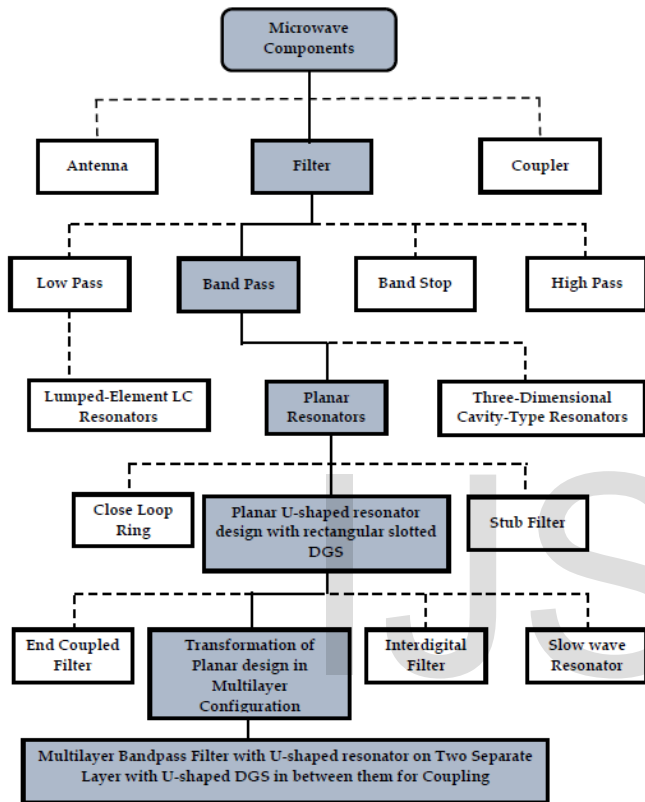 Microwave
Components
Antenna
Filter
Coupler
Low Pass
Band Pass
Band Stop
High Pass
Lumped-Element LC
Resonators
Planar
Resonators
Three-Dimensional
Cavity-Type Resonators
Close Loop
Ring
Planar U-shaped resonator
design with rectangular slotted
DGS
Stub Filter
End Coupled
Filter
Transformation of
Planar design in
Multilayer
Configuration
Interdigital
Filter
Slow wave
Resonator
Multilayer Bandpass Filter with U-shaped resonator on Two Separate
Layer with U-shaped DGS in between them for Coupling
IJS